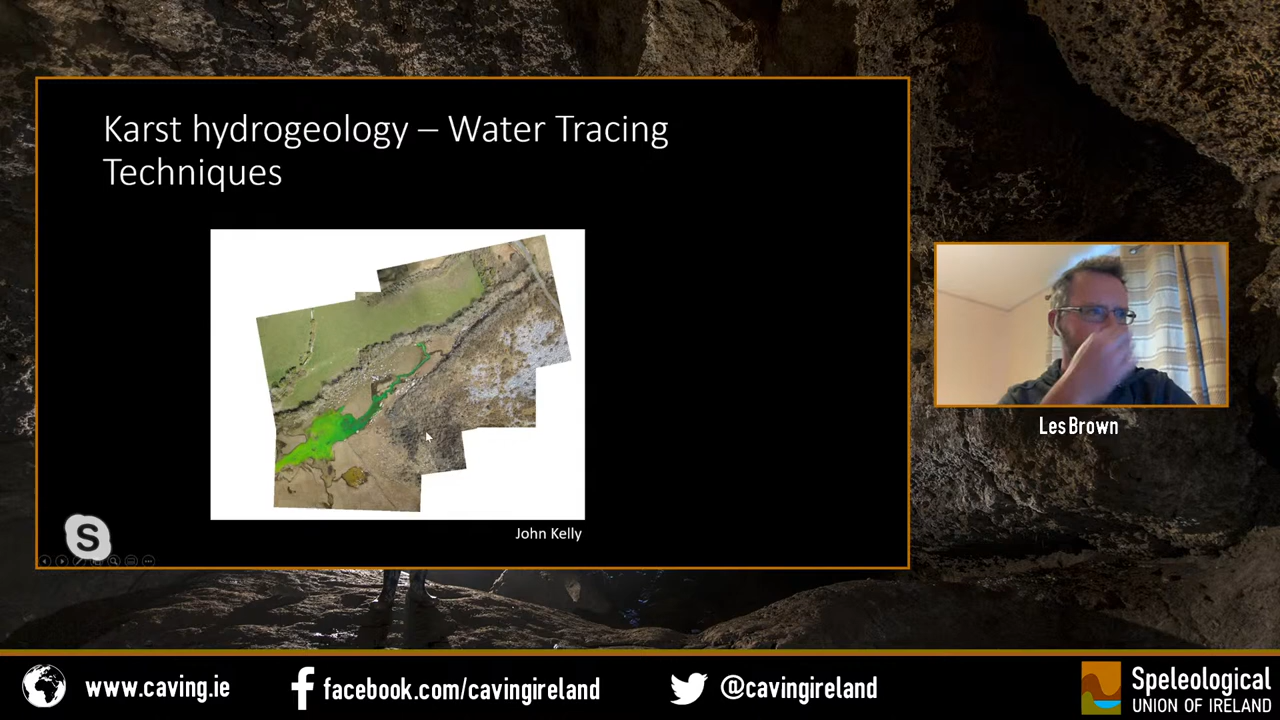 Karst hydrogeology – Water Tracing
Techniques
John Kelly
S
Les Brown
www.caving.ie
facebook.com/cavingireland
@cavingireland
Speleological
UNION OF IRELAND